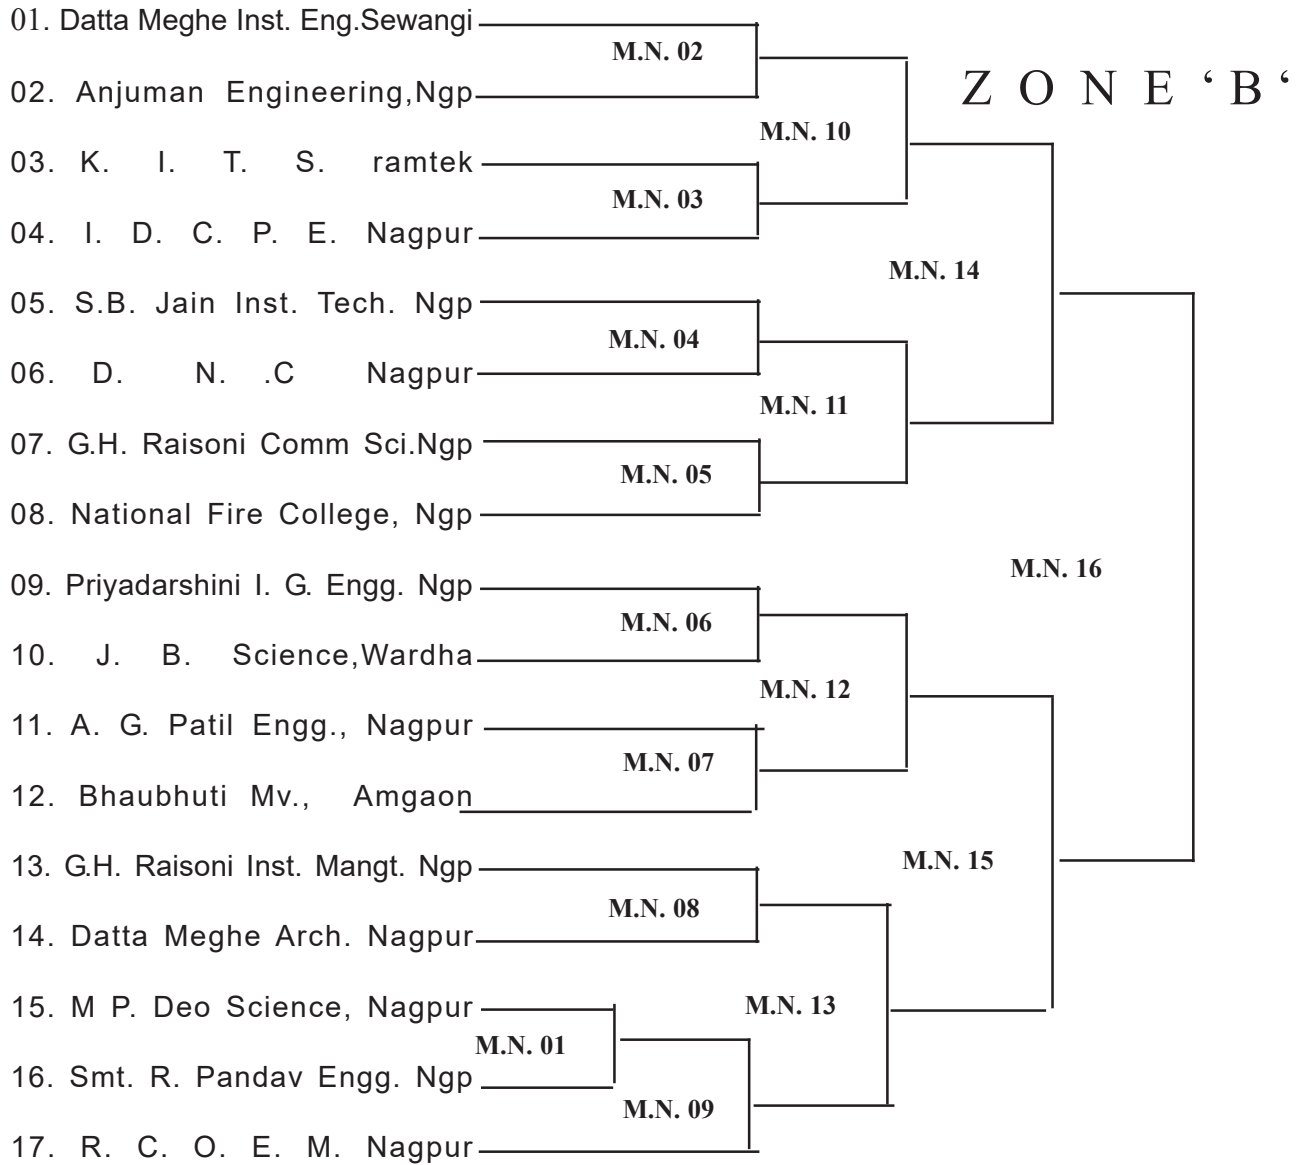 01. Datta Meghe Inst. Eng.Sewangi
M.N. 02
Z O N E ‘ B ‘
02. Anjuman Engineering,Ngp
M.N. 10
03. K. I. T. S. ramtek
M.N. 03
04. I. D. C. P. E. Nagpur
M.N. 14
05. S.B. Jain Inst. Tech. Ngp
M.N. 04
06. D. N. .C Nagpur
M.N. 11
07. G.H. Raisoni Comm Sci.Ngp
M.N. 05
08. National Fire College, Ngp
M.N. 16
09. Priyadarshini I. G. Engg. Ngp
M.N. 06
10. J. B. Science,Wardha
M.N. 12
11. A. G. Patil Engg., Nagpur
M.N. 07
12. Bhaubhuti Mv., Amgaon
M.N. 15
13. G.H. Raisoni Inst. Mangt. Ngp
M.N. 08
14. Datta Meghe Arch. Nagpur
15. M P. Deo Science, Nagpur
M.N. 13
M.N. 01
16. Smt. R. Pandav Engg. Ngp
M.N. 09
17. R. C. O. E. M. Nagpur